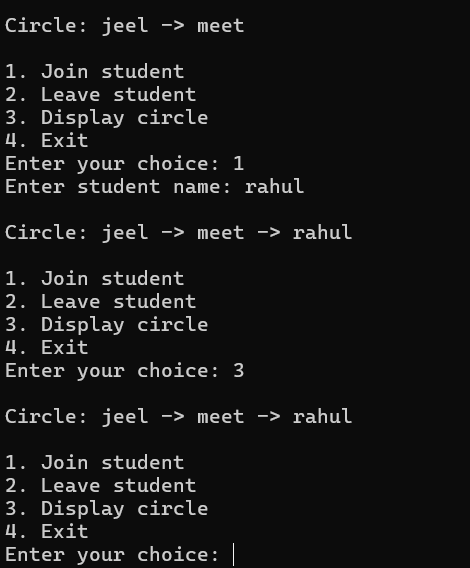 Circle: jeel -> meet
1. Join student
2. Leave student
3. Display circle
4. Exit
Enter your choice: 1
Enter student name: rahul
Circle: jeel -> meet -> rahul
1. Join student
2. Leave student
3. Display circle
4. Exit
Enter your choice: 3
Circle: jeel -> meet -> rahul
1. Join student
2. Leave student
3. Display circle
4. Exit
Enter your choice: